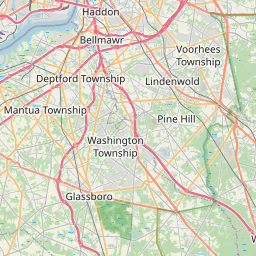 Haddon
Bellmawr
Voorhees
Township
Deptford Township
Lindenwold
Mantua Township
Pine Hill
Washington
Township
Glassboro